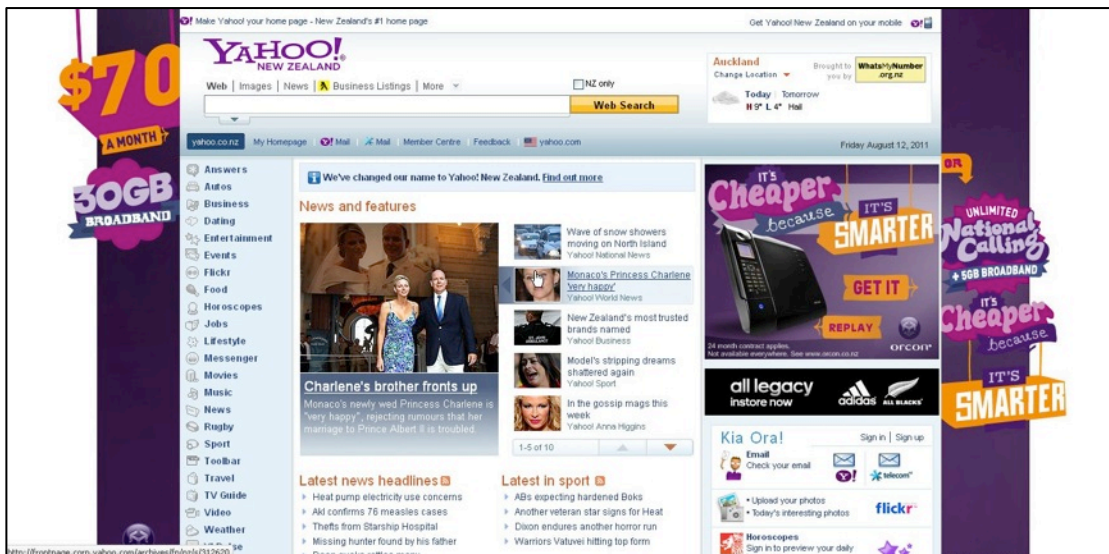 Make Yahoo! your home page - New Zealand's #1 home page
Get Yahoo! New Zealand on your mobile
YAHOO!
NEW ZEALAND
Web | Images | News | Business Listings | More
NZ only
Web Search
Auckland
Change Location
Brought to
you by
WhatsMyNumber
.org.nz
Today | Tomorrow
H 9° L 4° Hail
yahoo.co.nz
My Homepage
Y! Mail
Mail
Member Centre
Feedback
yahoo.com
Friday August 12, 2011
$70
A MONTH
30GB
BROADBAND
Answers
Autos
Business
Dating
Entertainment
Events
Flickr
Food
Horoscopes
Jobs
Lifestyle
Messenger
Movies
Music
News
Rugby
Sport
Toolbar
Travel
TV Guide
Video
Weather
We've changed our name to Yahoo! New Zealand. Find out more
News and features
Charlene's brother fronts up
Monaco's newly wed Princess Charlene is
"very happy", rejecting rumours that her
marriage to Prince Albert II is troubled.
Wave of snow showers
moving on North Island
Yahoo! National News
Monaco's Princess Charlene
'very happy'
Yahoo! World News
New Zealand's most trusted
brands named
Yahoo! Business
Model's stripping dreams
shattered again
Yahoo! Sport
In the gossip mags this
week
Yahoo! Anna Higgins
1-5 of 10
Latest news headlines
Heat pump electricity use concerns
Akl confirms 76 measles cases
Thefts from Starship Hospital
Missing hunter found by his father
Latest in sport
ABs expecting hardened Boks
Another veteran star signs for Heat
Dixon endures another horror run
Warriors Vatuvei hitting top form
IT'S
Cheaper
because
IT'S
SMARTER
GET IT
REPLAY
24 month contract applies.
Not available everywhere. See www.orcon.co.nz
orcon
all legacy
instore now
adidas
ALL BLACKS
Kia Ora!
Sign in | Sign up
Email
Check your email
Y!
telecom
Upload your photos
Today's interesting photos
flickr
Horoscopes
Sign in to preview your daily
OR
UNLIMITED
National
Calling
+ 5GB BROADBAND
IT'S
Cheaper
because
IT'S
SMARTER